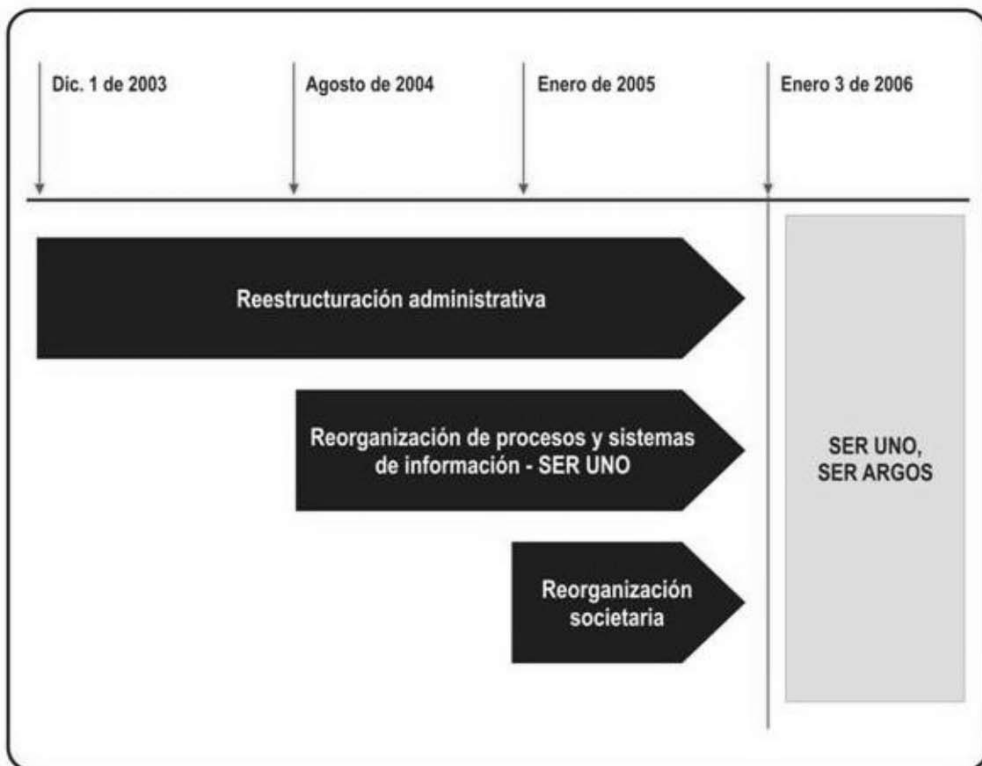 Dic. 1 de 2003
Agosto de 2004
Enero de 2005
Enero 3 de 2006
Reestructuración administrativa
Reorganización de procesos y sistemas
de información - SER UNO
SER UNO,
SER ARGOS
Reorganización
societaria